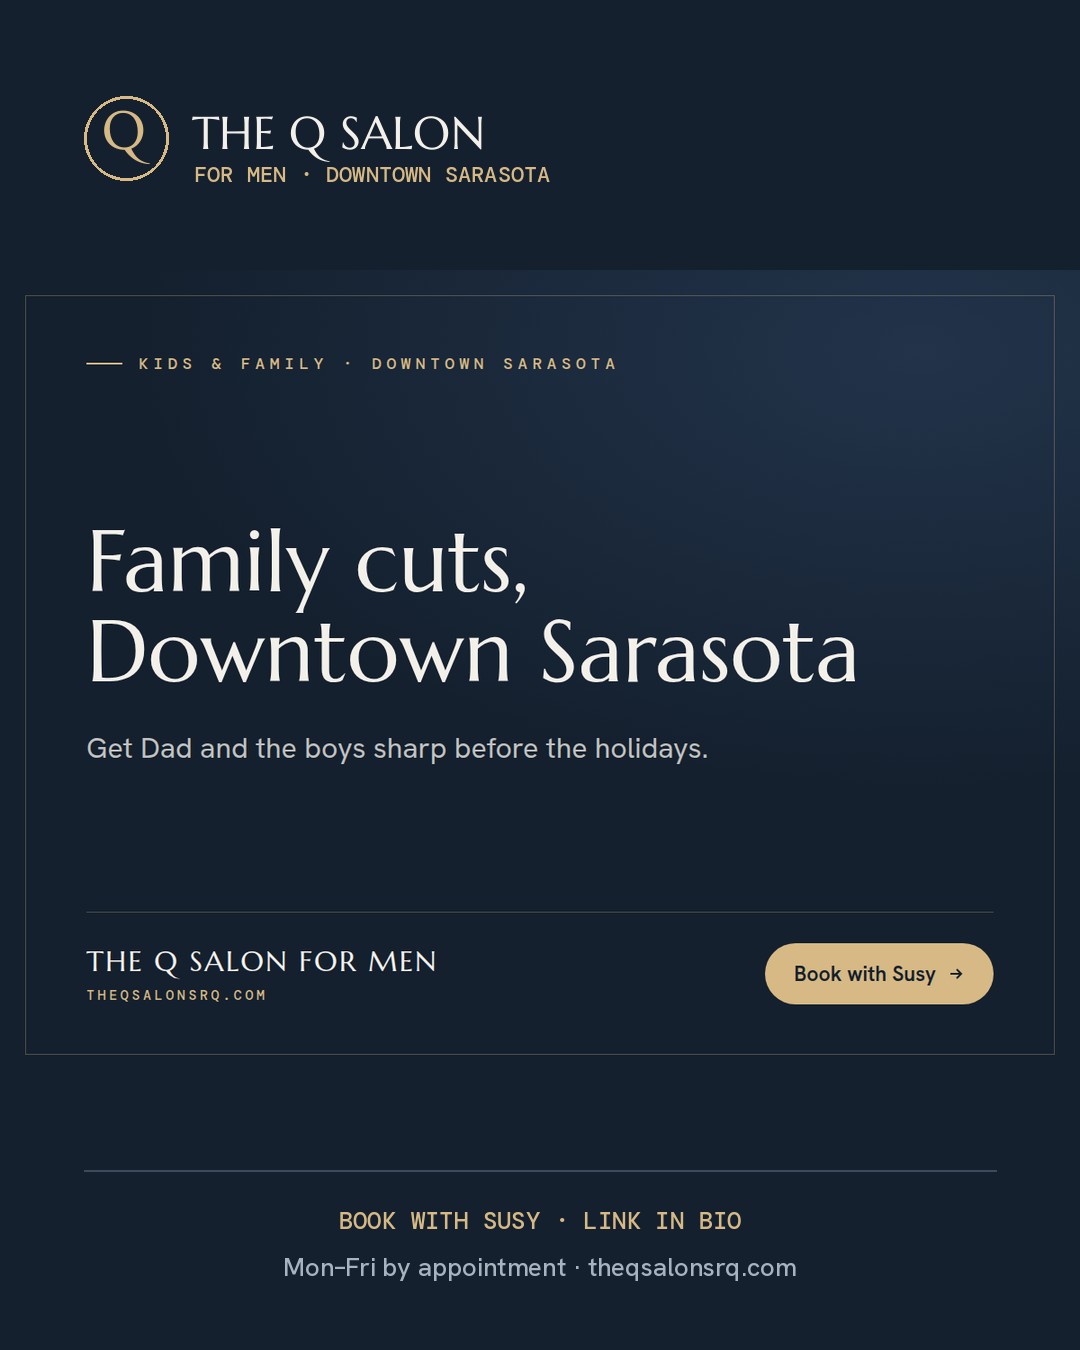 Q
THE Q SALON
FOR MEN · DOWNTOWN SARASOTA
KIDS & FAMILY · DOWNTOWN SARASOTA
Family cuts,
Downtown Sarasota
Get Dad and the boys sharp before the holidays.
THE Q SALON FOR MEN
THEQSALONSRQ.COM
Book with Susy →
BOOK WITH SUSY · LINK IN BIO
Mon–Fri by appointment · theqsalonsrq.com